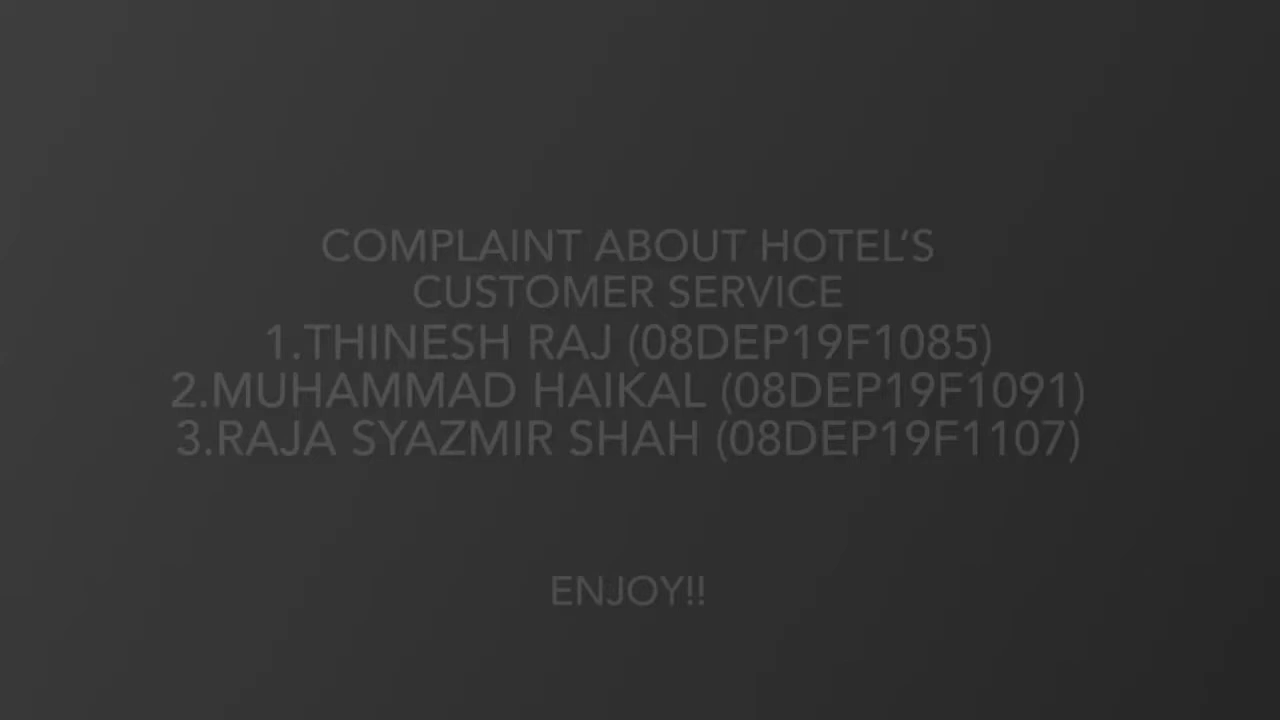 COMPLAINT ABOUT HOTEL‘S
CUSTOMER SERVICE
1.THINESH RAJ (08DEP19F1085)
2.MUHAMMAD HAIKAL (08DEP19F1091)
3.RAJA SYAZMIR SHAH (08DEP19F1107)
ENJOY!!